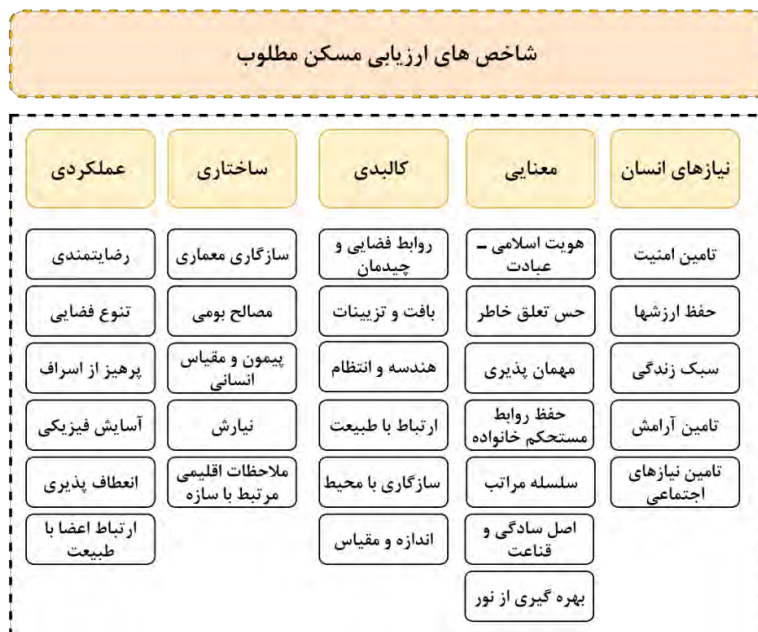 شاخص های ارزیابی مسکن مطلوب
نیازهای انسان
تامین امنیت
حفظ ارزشها
سبک زندگی
تامین آرامش
تامین نیازهای
اجتماعی
معنایی
هویت اسلامی –
عبادت
حس تعلق خاطر
مهمان پذیری
حفظ روابط
مستحکم خانواده
سلسله مراتب
اصل سادگی و
قناعت
بهره گیری از نور
کالبدی
روابط فضایی و
چیدمان
بافت و تزیینات
هندسه و انتظام
ارتباط با طبیعت
سازگاری با محیط
اندازه و مقیاس
ساختاری
سازگاری معماری
مصالح بومی
پیمون و مقیاس
انسانی
نیارش
ملاحظات اقلیمی
مرتبط با سازه
عملکردی
رضایتمندی
تنوع فضایی
پرهیز از اسراف
آسایش فیزیکی
انعطاف پذیری
ارتباط اعضا با
طبیعت